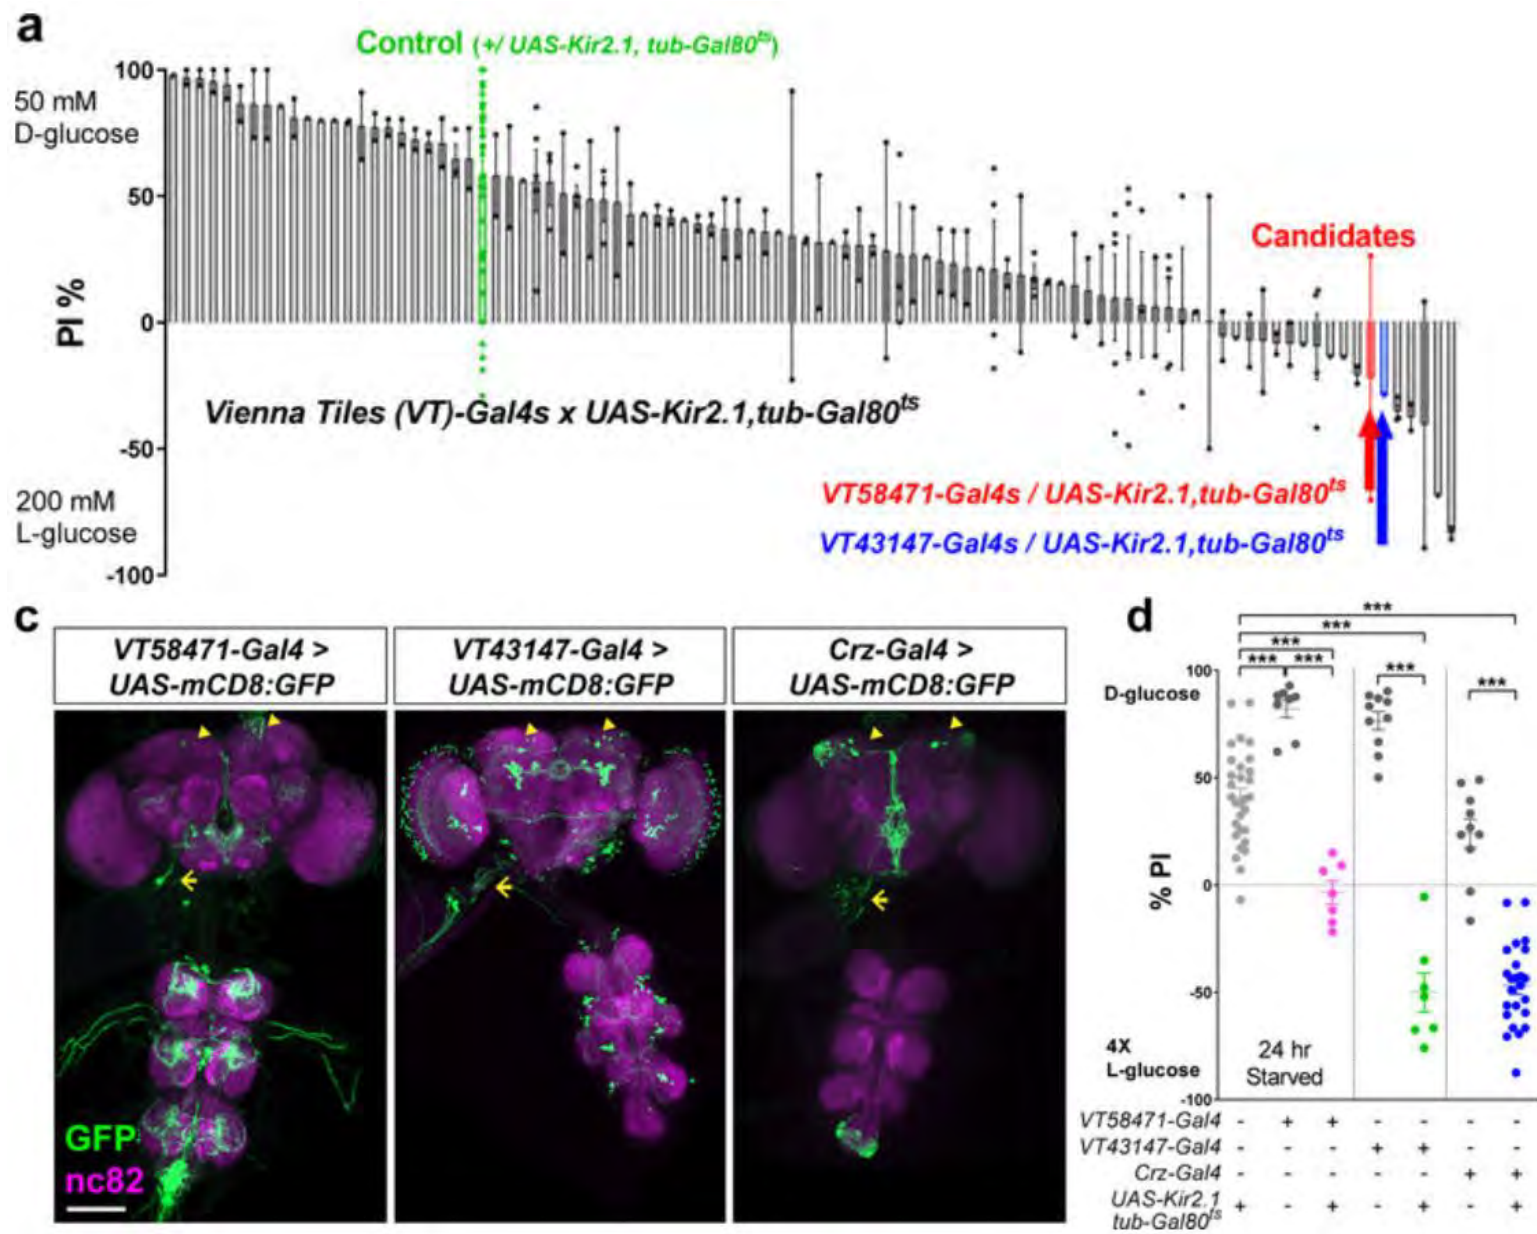 a
Control (+/ UAS-Kir2.1, tub-Gal80ts)
100
50 mM
D-glucose
50
Candidates
PI %
0
Vienna Tiles (VT)-Gal4s x UAS-Kir2.1,tub-Gal80ts
-50
VT58471-Gal4s / UAS-Kir2.1,tub-Gal80ts
200 mM
L-glucose
VT43147-Gal4s / UAS-Kir2.1,tub-Gal80ts
-100
c
VT58471-Gal4 >
UAS-mCD8:GFP
VT43147-Gal4 >
UAS-mCD8:GFP
Crz-Gal4 >
UAS-mCD8:GFP
GFP
nc82
d
***
***
***
*** *** *** ***
100
D-glucose
50
% PI
0
-50
4X
L-glucose
24 hr
Starved
-100
VT58471-Gal4 - + + - - - -
VT43147-Gal4 - - - + + - -
Crz-Gal4 - - - - - + +
UAS-Kir2.1
tub-Gal80ts + - + - + - +